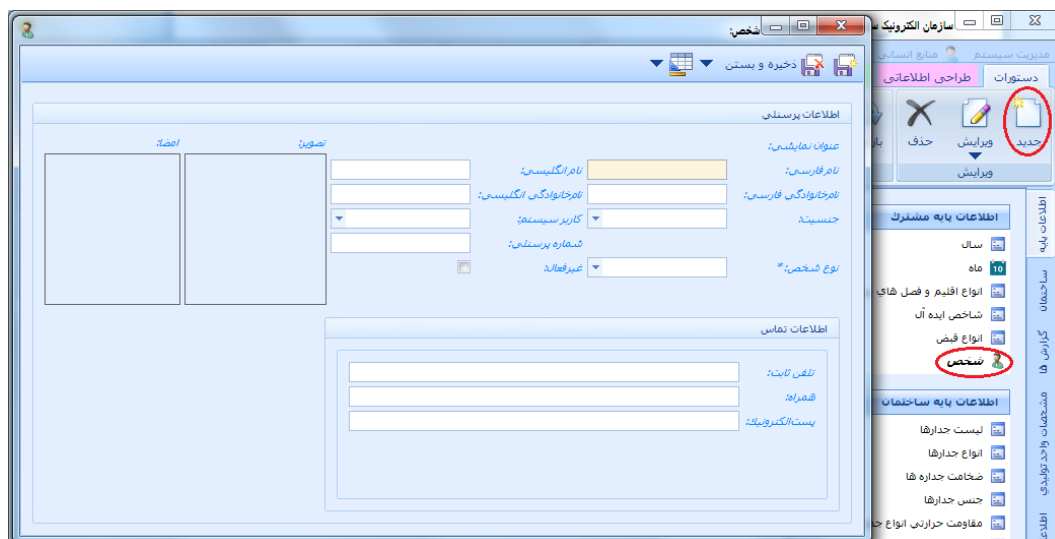 شخص:
ذخیره و بستن
اطلاعات پرسنلی
عنوان نمایشی:
تصویر:
امضا:
نام فارسی:
نام انگلیسی:
نام‌خانوادگی فارسی:
نام‌خانوادگی انگلیسی:
جنسیت:
کاربر سیستم:
شماره پرسنلی:
نوع شخص:*
غیرفعال:
اطلاعات تماس
تلفن ثابت:
همراه:
پست‌الکترونیك:
سازمان الکترونیک
مدیریت سیستم
منابع انسانی
دستورات
طراحی اطلاعاتی
جدید
ویرایش
حذف
ویرایش
اطلاعات پایه مشترك
سال
10
ماه
انواع اقلیم و فصل های
شاخص ایده آل
انواع قبض
شخص
اطلاعات پایه ساختمان
لیست جدارها
انواع جدارها
ضخامت جداره ها
جنس جدارها
مقاومت حرارتی انواع
اطلاعات پایه
ساختمان
گزارش ها
مشخصات واحد تولیدي